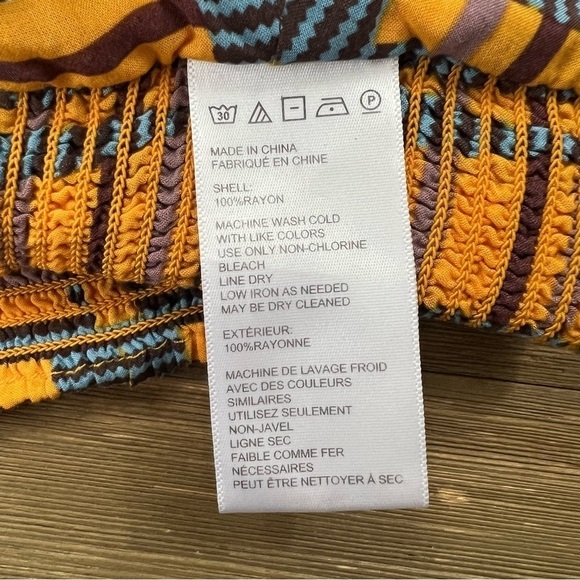 30
P
MADE IN CHINA
FABRIQUÉ EN CHINE
SHELL:
100%RAYON
MACHINE WASH COLD
WITH LIKE COLORS
USE ONLY NON-CHLORINE
BLEACH
LINE DRY
LOW IRON AS NEEDED
MAY BE DRY CLEANED
EXTÉRIEUR:
100%RAYONNE
MACHINE DE LAVAGE FROID
AVEC DES COULEURS
SIMILAIRES
UTILISEZ SEULEMENT
NON-JAVEL
LIGNE SEC
FAIBLE COMME FER
NÉCESSAIRES
PEUT ÊTRE NETTOYER À SEC